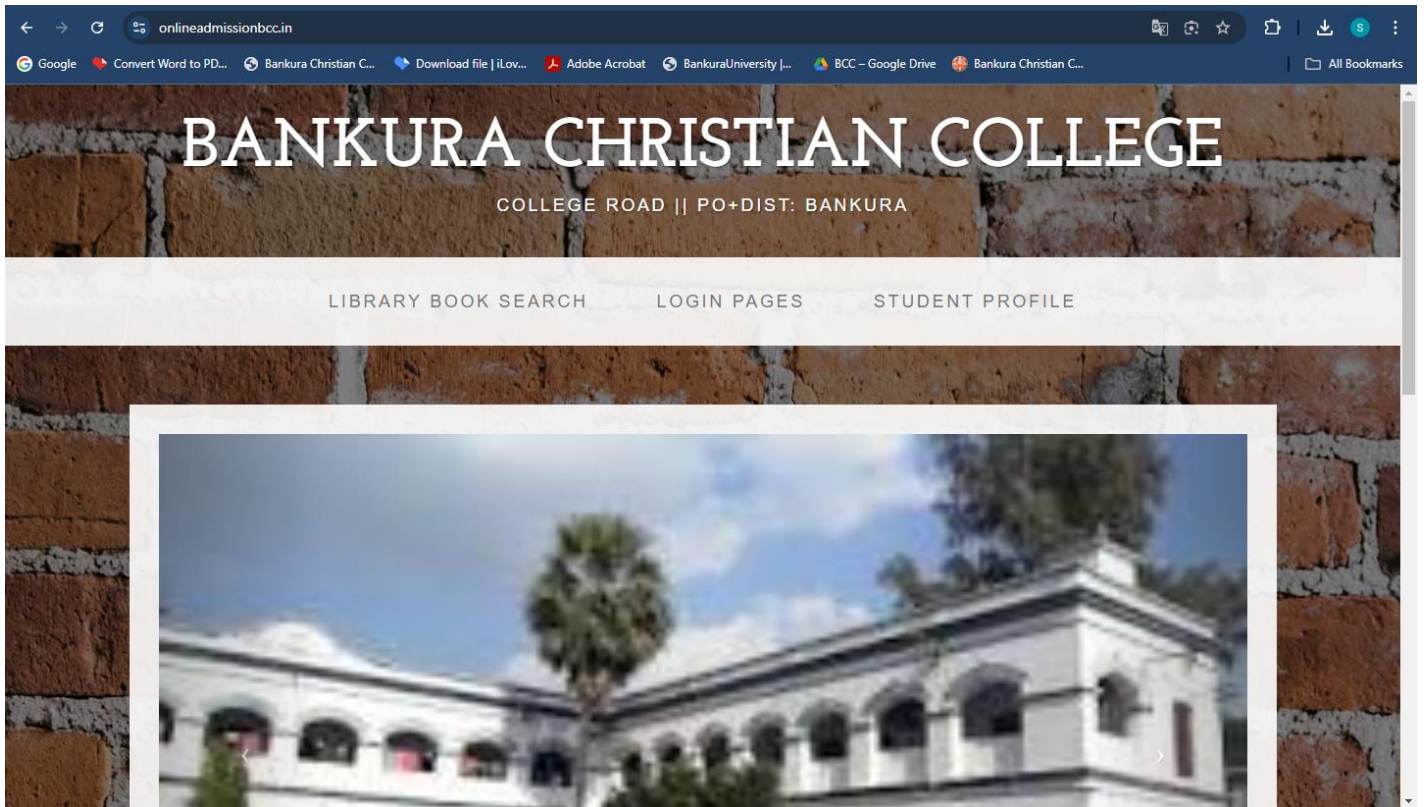 onlineadmissionbcc.in
Google Convert Word to PD... Bankura Christian C... Download file | iLov... Adobe Acrobat BankuraUniversity |... BCC – Google Drive Bankura Christian C... All Bookmarks
BANKURA CHRISTIAN COLLEGE
COLLEGE ROAD || PO+DIST: BANKURA
LIBRARY BOOK SEARCH LOGIN PAGES STUDENT PROFILE